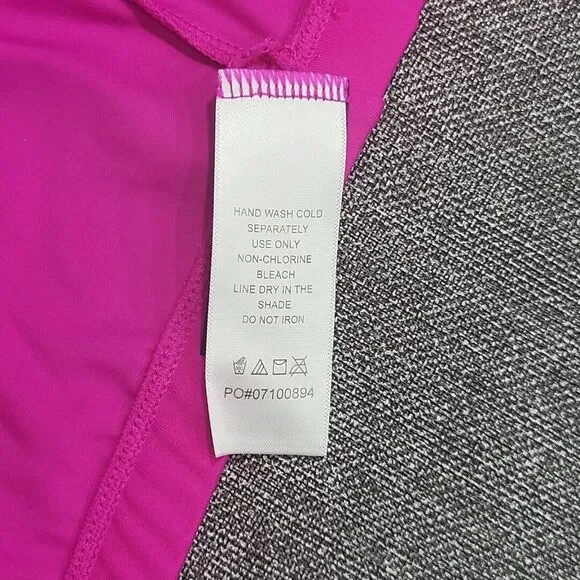 HAND WASH COLD
SEPARATELY
USE ONLY
NON-CHLORINE
BLEACH
LINE DRY IN THE
SHADE
DO NOT IRON
PO#07100894